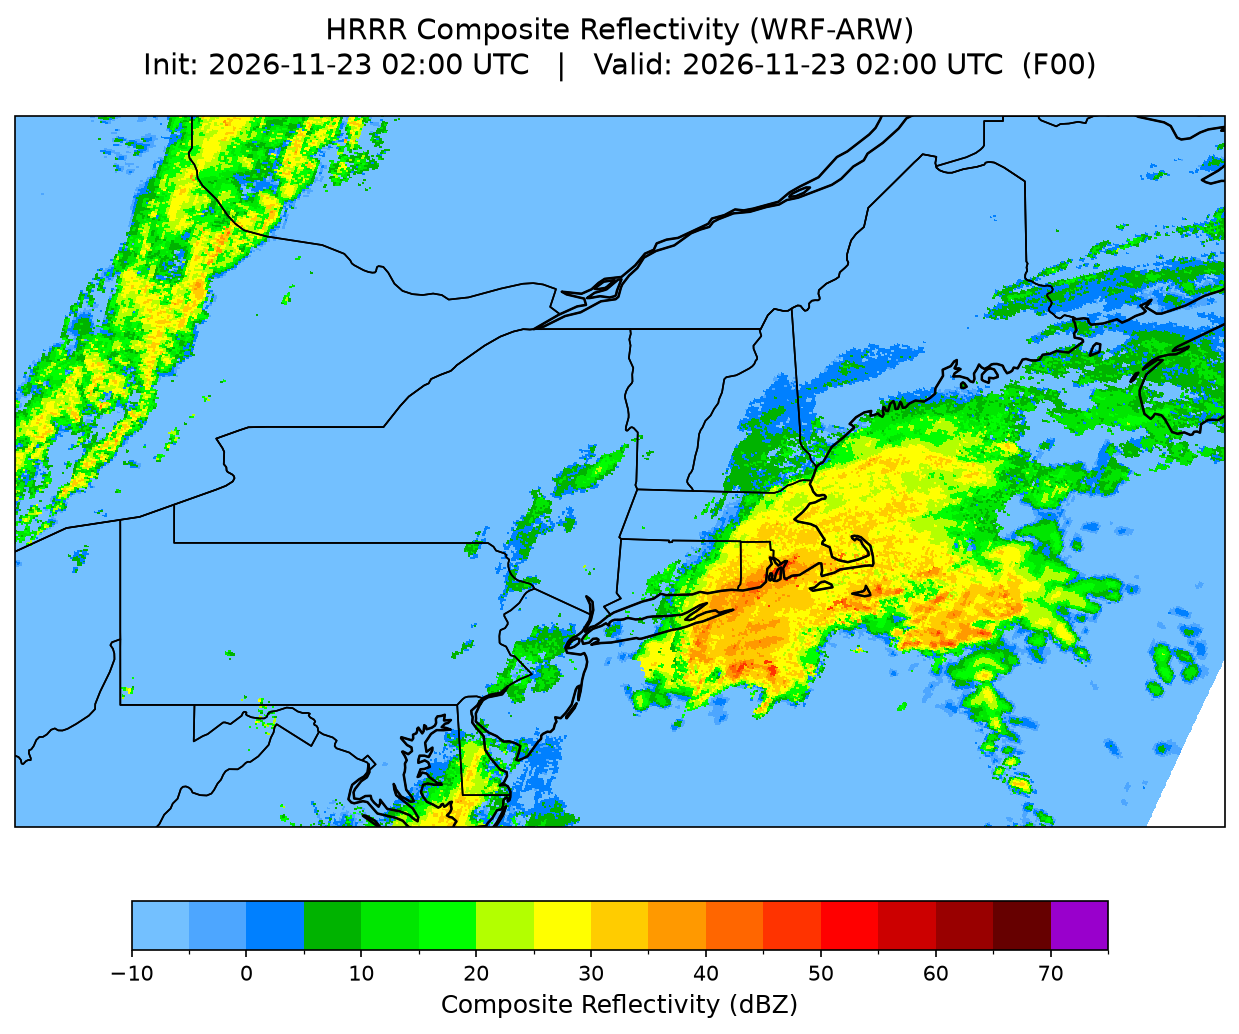 HRRR Composite Reflectivity (WRF-ARW)
Init: 2026-11-23 02:00 UTC   |   Valid: 2026-11-23 02:00 UTC  (F00)
−10 0 10 20 30 40 50 60 70
Composite Reflectivity (dBZ)